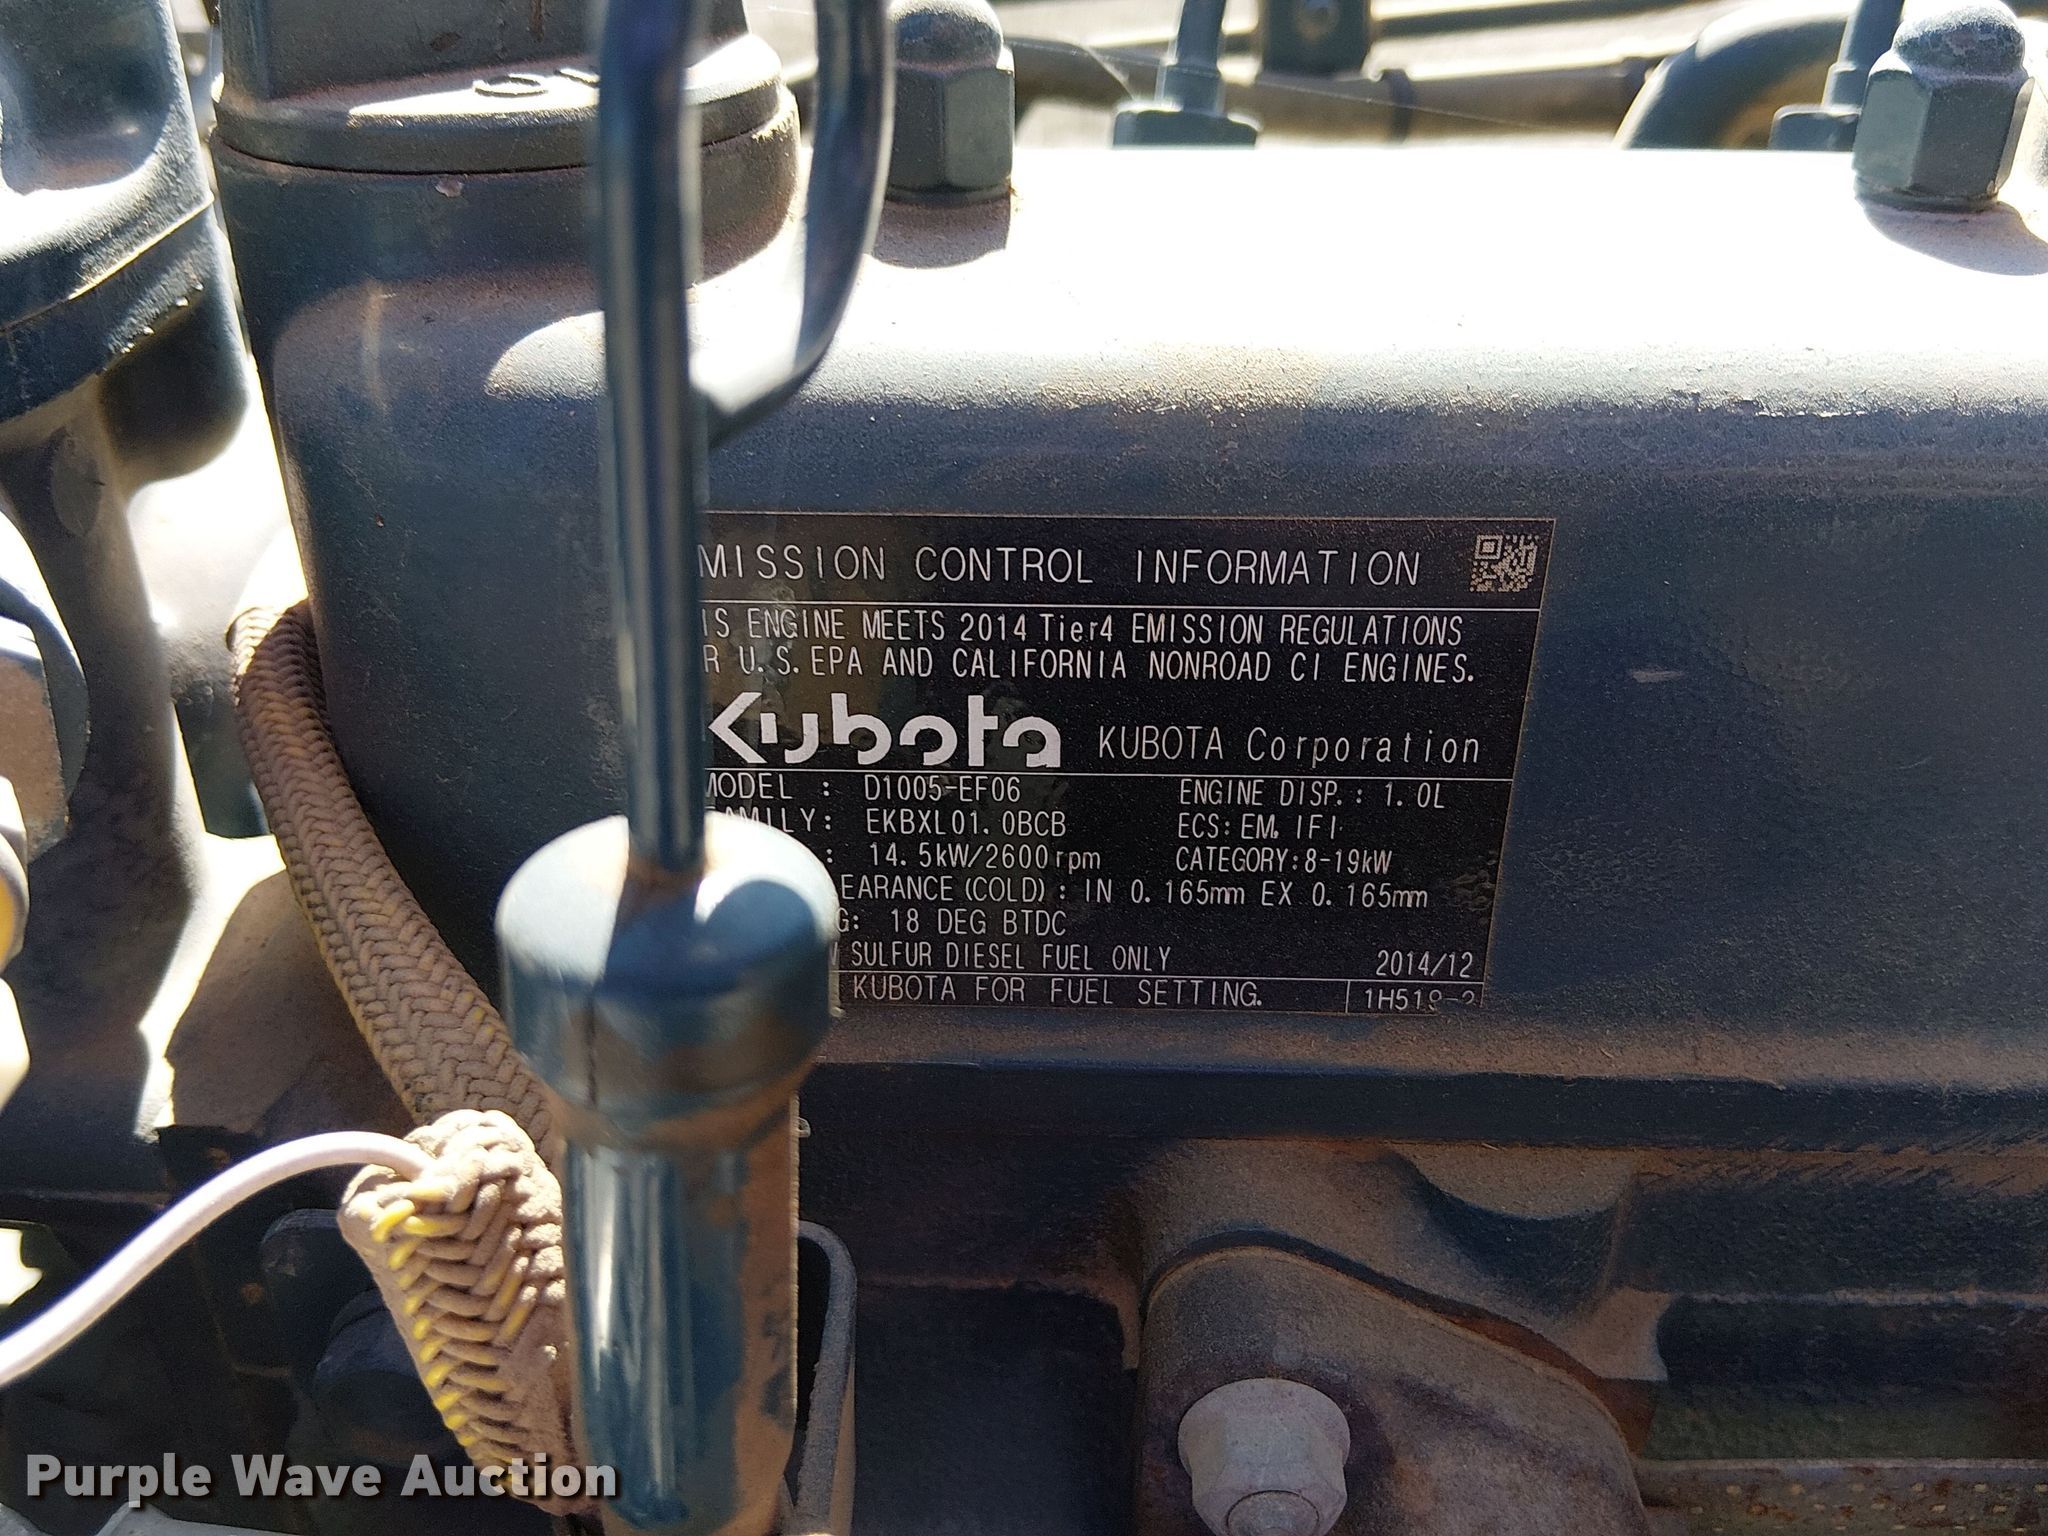 MISSION CONTROL INFORMATION
IS ENGINE MEETS 2014 Tier4 EMISSION REGULATIONS
R U.S. EPA AND CALIFORNIA NONROAD CI ENGINES.
Kubota KUBOTA Corporation
MODEL : D1005-EF06 ENGINE DISP.: 1.0L
FAMILY: EKBXL01.0BCB ECS: EM, IFI
: 14.5kW/2600rpm CATEGORY:8-19kW
EARANCE (COLD) : IN 0.165mm EX 0.165mm
G: 18 DEG BTDC
W SULFUR DIESEL FUEL ONLY 2014/12
KUBOTA FOR FUEL SETTING.
Purple Wave Auction